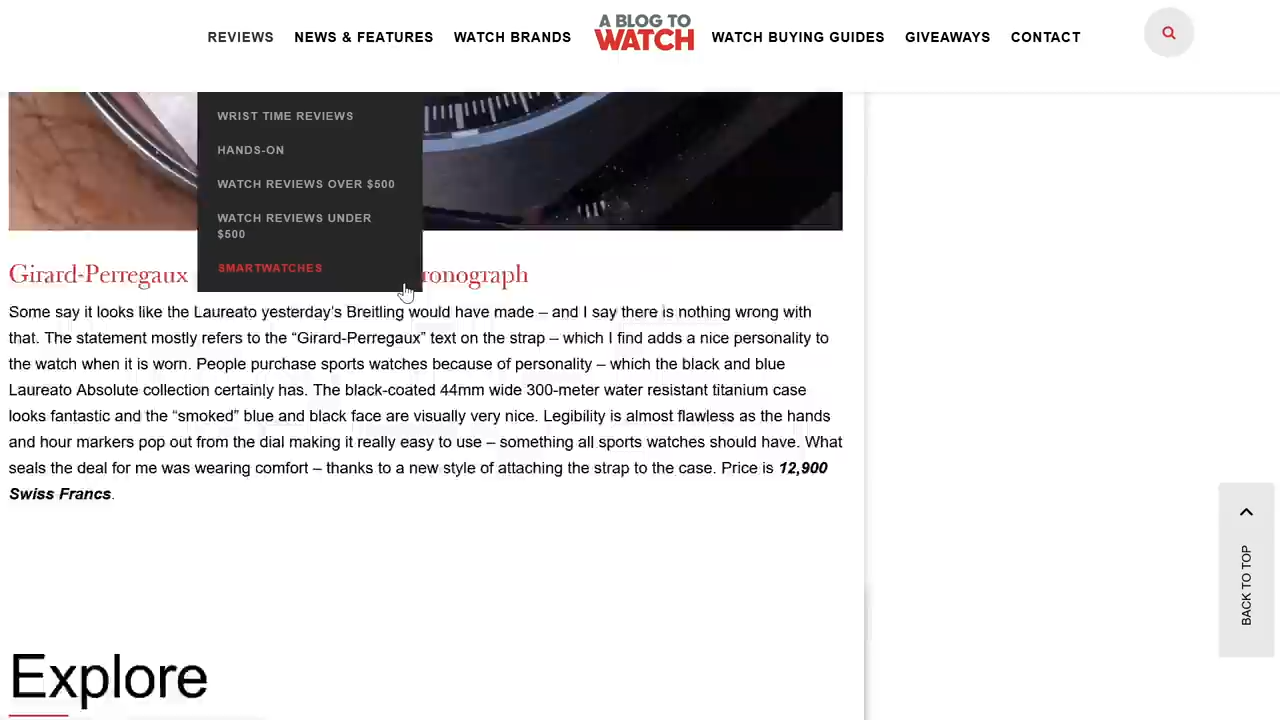 REVIEWS NEWS & FEATURES WATCH BRANDS A BLOG TO WATCH WATCH BUYING GUIDES GIVEAWAYS CONTACT
WRIST TIME REVIEWS
HANDS-ON
WATCH REVIEWS OVER $500
WATCH REVIEWS UNDER
$500
SMARTWATCHES
Girard-Perregaux ronograph
Some say it looks like the Laureato yesterday's Breitling would have made – and I say there is nothing wrong with
that. The statement mostly refers to the “Girard-Perregaux” text on the strap – which I find adds a nice personality to
the watch when it is worn. People purchase sports watches because of personality – which the black and blue
Laureato Absolute collection certainly has. The black-coated 44mm wide 300-meter water resistant titanium case
looks fantastic and the “smoked” blue and black face are visually very nice. Legibility is almost flawless as the hands
and hour markers pop out from the dial making it really easy to use – something all sports watches should have. What
seals the deal for me was wearing comfort – thanks to a new style of attaching the strap to the case. Price is 12,900
Swiss Francs.
BACK TO TOP
Explore